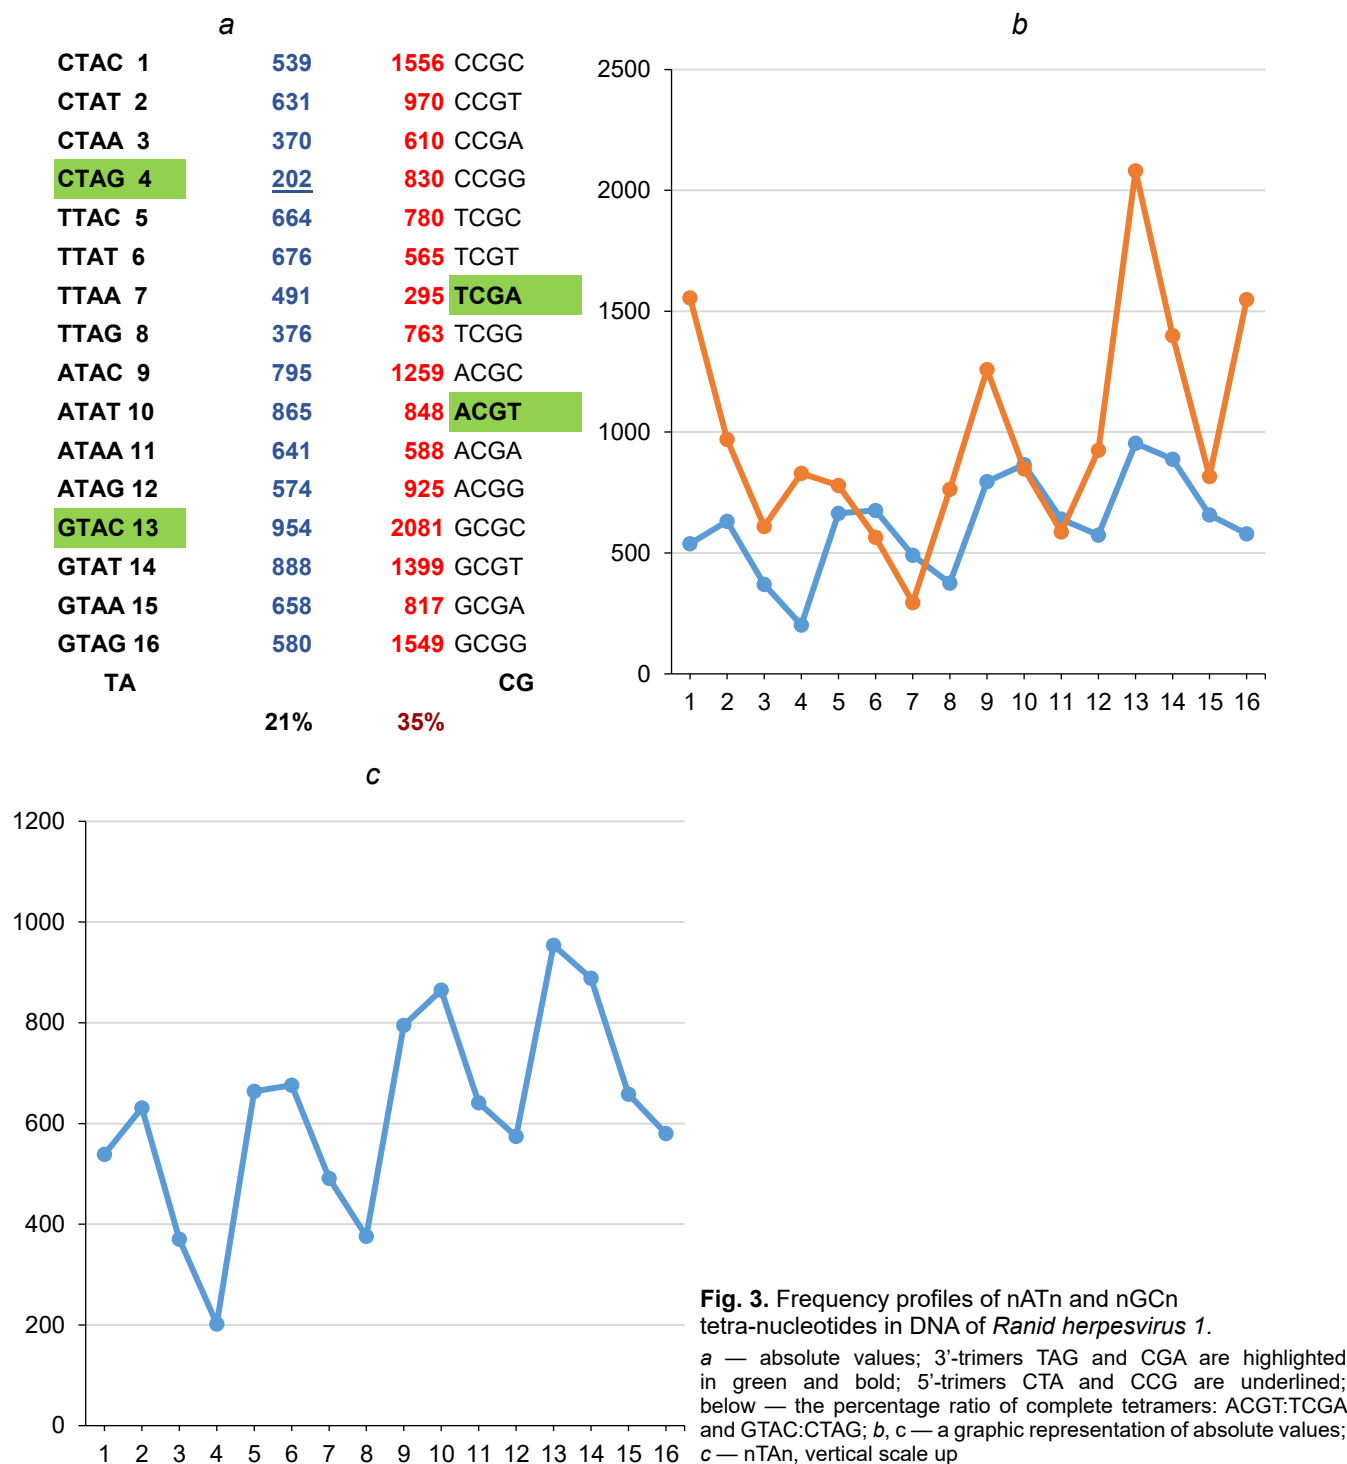 a
CTAC 1 539 1556 CCGC
CTAT 2 631 970 CCGT
CTAA 3 370 610 CCGA
CTAG 4 202 830 CCGG
TTAC 5 664 780 TCGC
TTAT 6 676 565 TCGT
TTAA 7 491 295 TCGA
TTAG 8 376 763 TCGG
ATAC 9 795 1259 ACGC
ATAT 10 865 848 ACGT
ATAA 11 641 588 ACGA
ATAG 12 574 925 ACGG
GTAC 13 954 2081 GCGC
GTAT 14 888 1399 GCGT
GTAA 15 658 817 GCGA
GTAG 16 580 1549 GCGG
TA CG
21% 35%
b
2500
2000
1500
1000
500
0
1 2 3 4 5 6 7 8 9 10 11 12 13 14 15 16
c
1200
1000
800
600
400
200
0
1 2 3 4 5 6 7 8 9 10 11 12 13 14 15 16
Fig. 3. Frequency profiles of nATn and nGCn
tetra-nucleotides in DNA of Ranid herpesvirus 1.
a — absolute values; 3’-trimers TAG and CGA are highlighted
in green and bold; 5’-trimers CTA and CCG are underlined;
below — the percentage ratio of complete tetramers: ACGT:TCGA
and GTAC:CTAG; b, c — a graphic representation of absolute values;
c — nTAn, vertical scale up